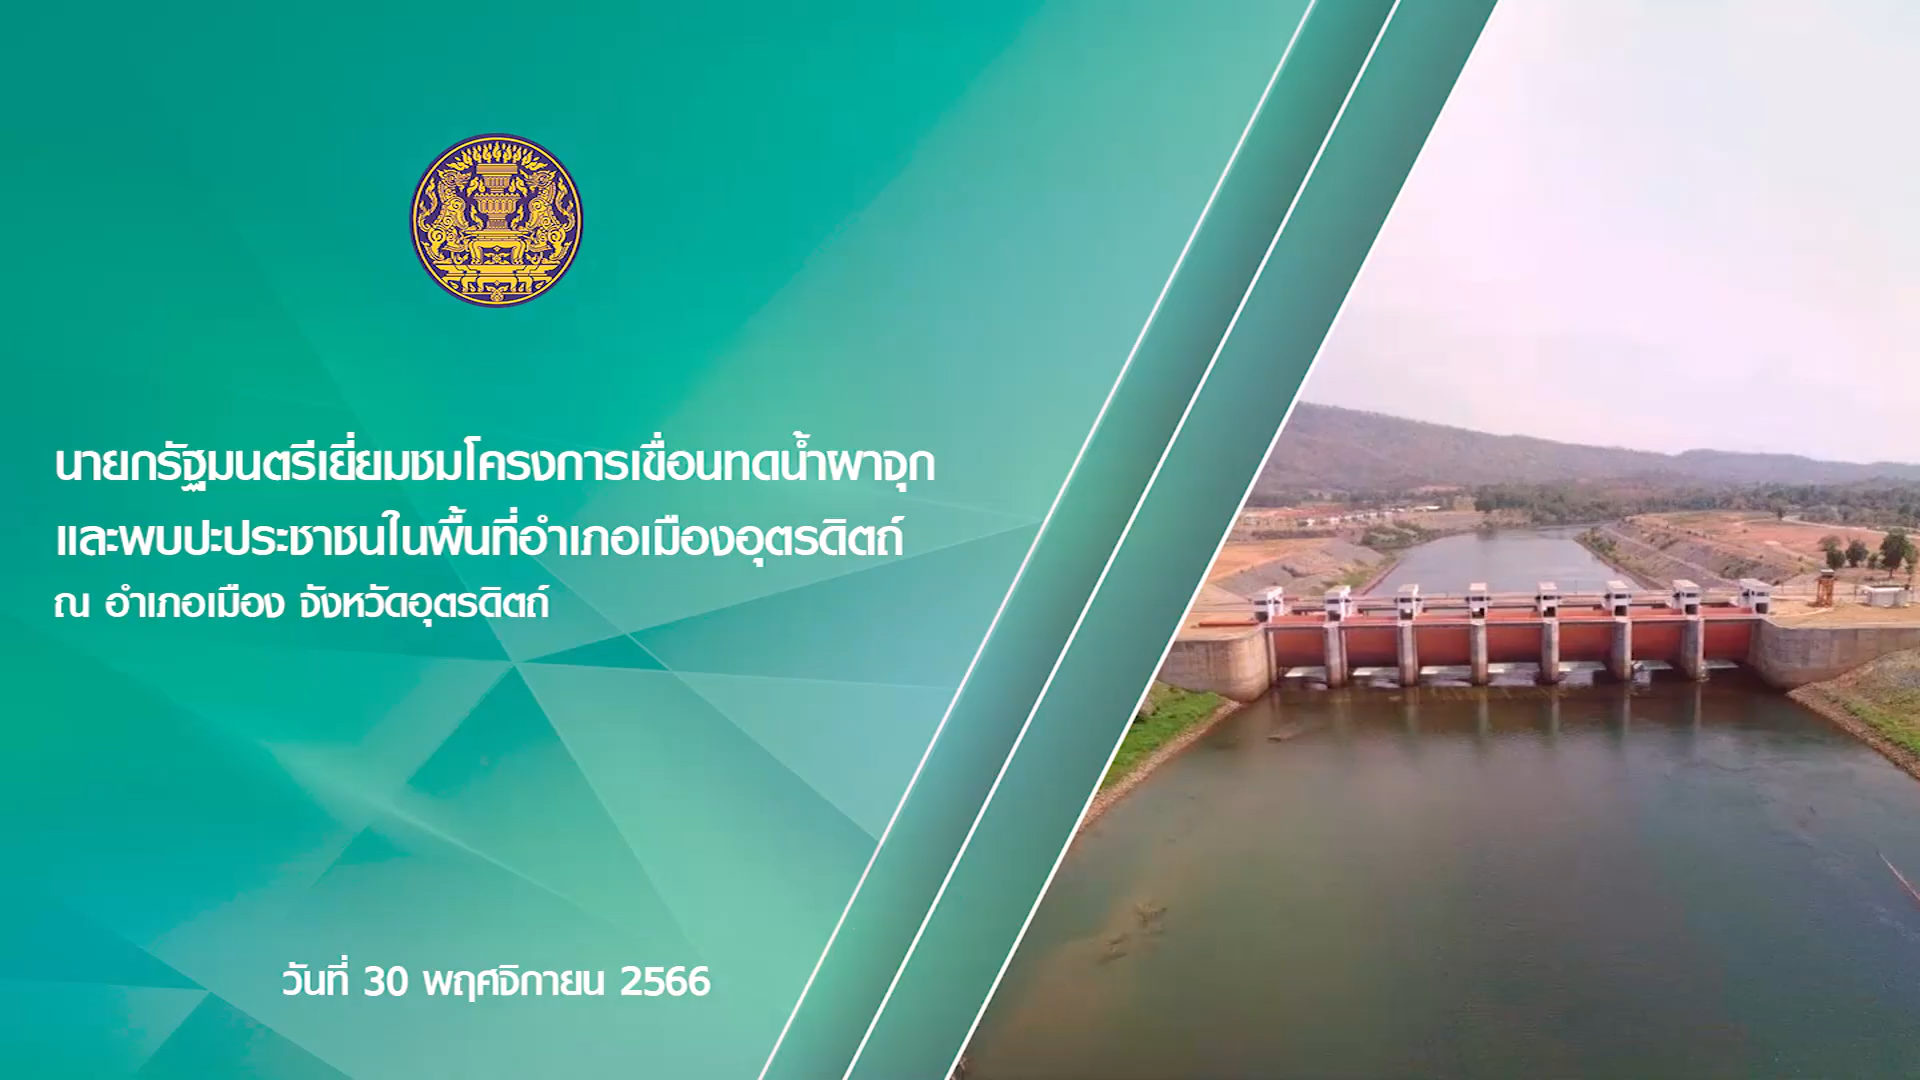 นายกรัฐมนตรีเยี่ยมชมโครงการเขื่อนทดน้ำผาจุก
และพบปะประชาชนในพื้นที่อำเภอเมืองอุตรดิตถ์
ณ อำเภอเมือง จังหวัดอุตรดิตถ์
วันที่ 30 พฤศจิกายน 2566